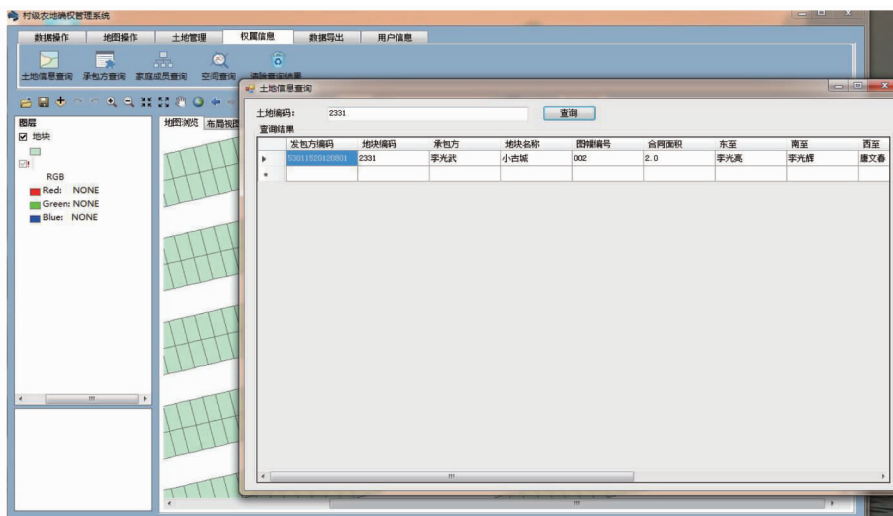 村级农地确权管理系统
数据操作 地图操作 土地管理 权属信息 数据导出 用户信息
土地信息查询 承包方查询 家庭成员查询 空间查询 清除查询结果
土地信息查询
图层
地块
RGB
Red: NONE
Green: NONE
Blue: NONE
地图浏览 布局视图
土地编码: 2331 查询
查询结果
发包方编码 地块编码 承包方 地块名称 图幅编号 合同面积 东至 南至 西至
2331 李光武 小古城 002 2.0 李光亮 李光辉 唐文春